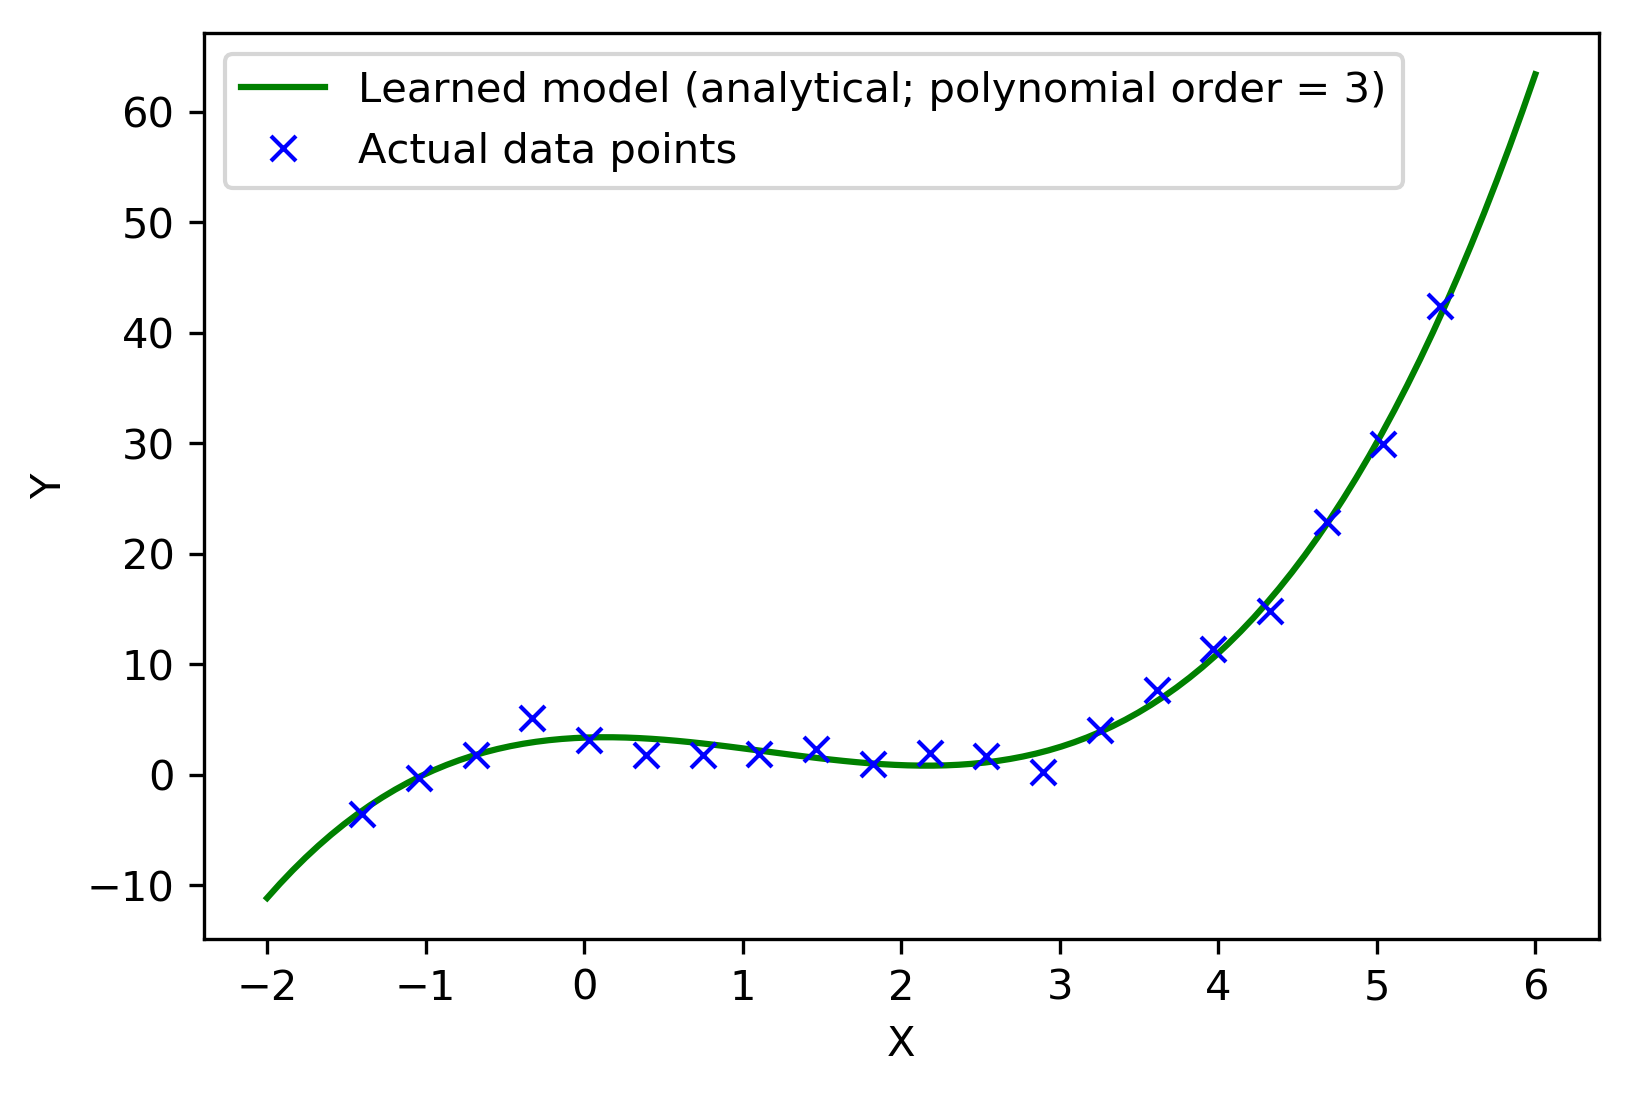 Learned model (analytical; polynomial order = 3)
Actual data points
60
50
40
30
20
10
0
−10
Y
−2 −1 0 1 2 3 4 5 6
X